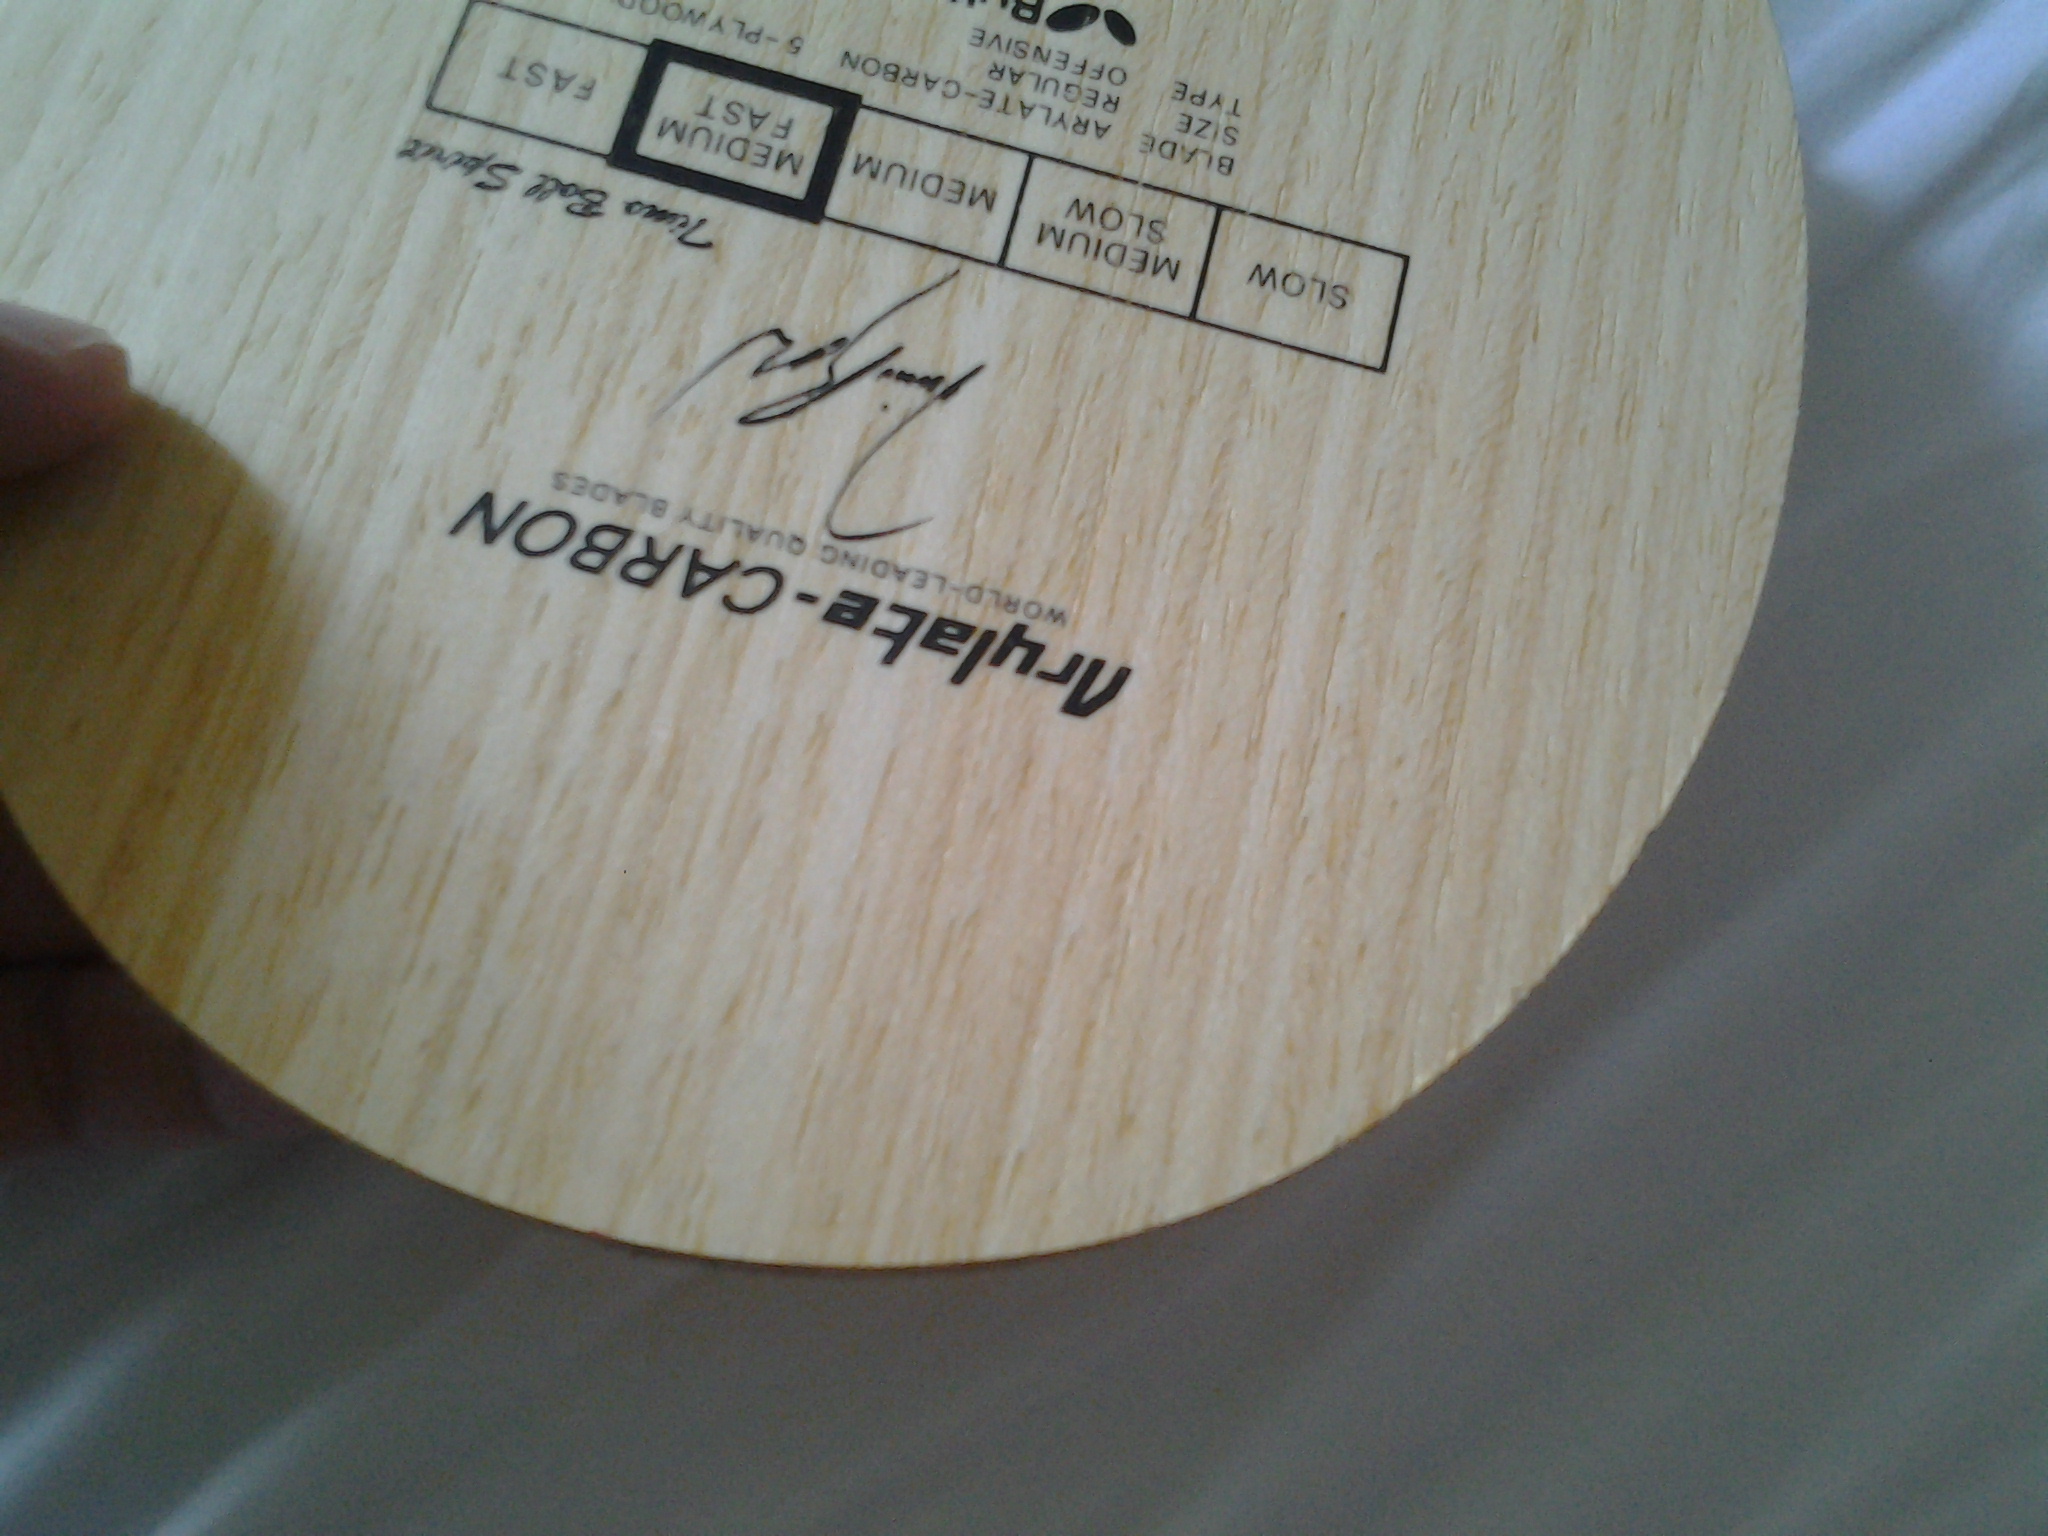 Arylate-CARBON
WORLD-LEADING QUALITY BLADES
Timo Boll Spirit
SLOW
MEDIUM
SLOW
MEDIUM
MEDIUM
FAST
FAST
BLADE ARYLATE-CARBON 5-PLYWOOD
SIZE REGULAR
TYPE OFFENSIVE